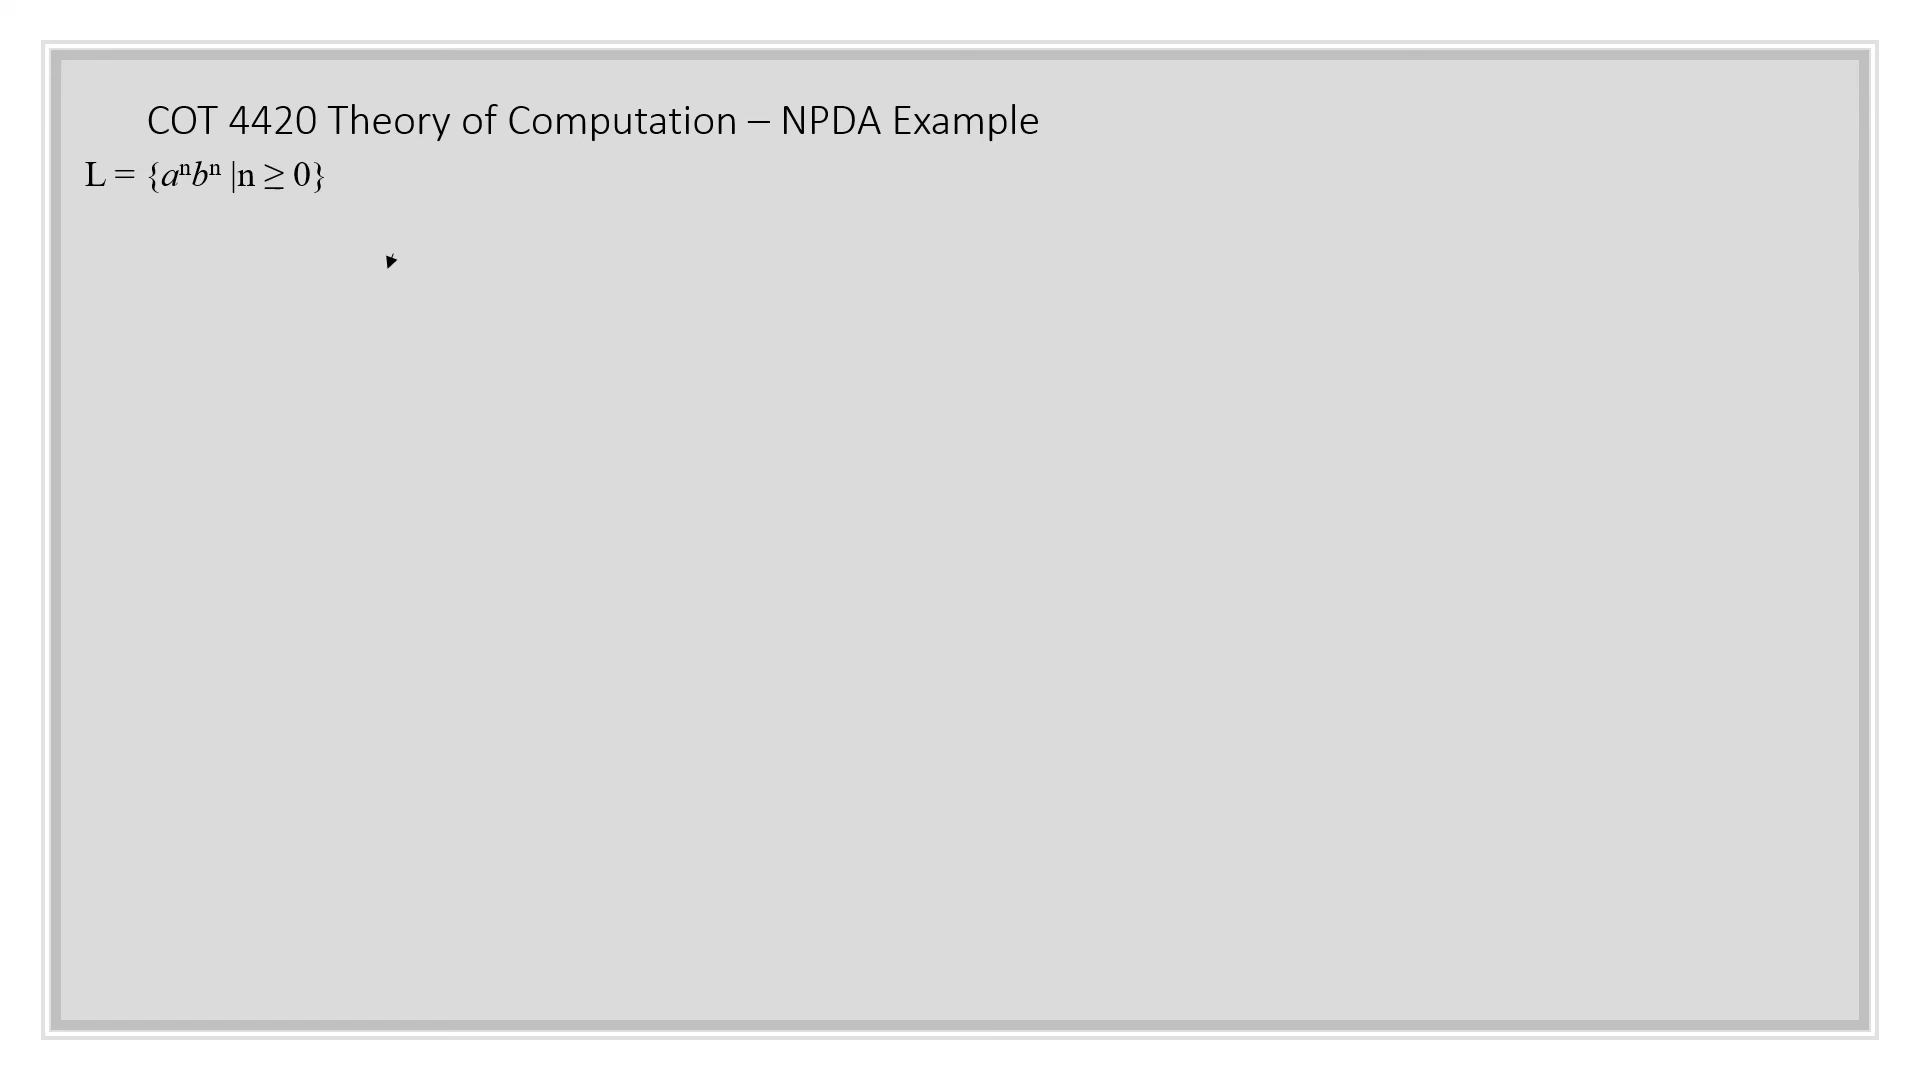 COT 4420 Theory of Computation – NPDA Example
L = {aⁿbⁿ |n ≥ 0}